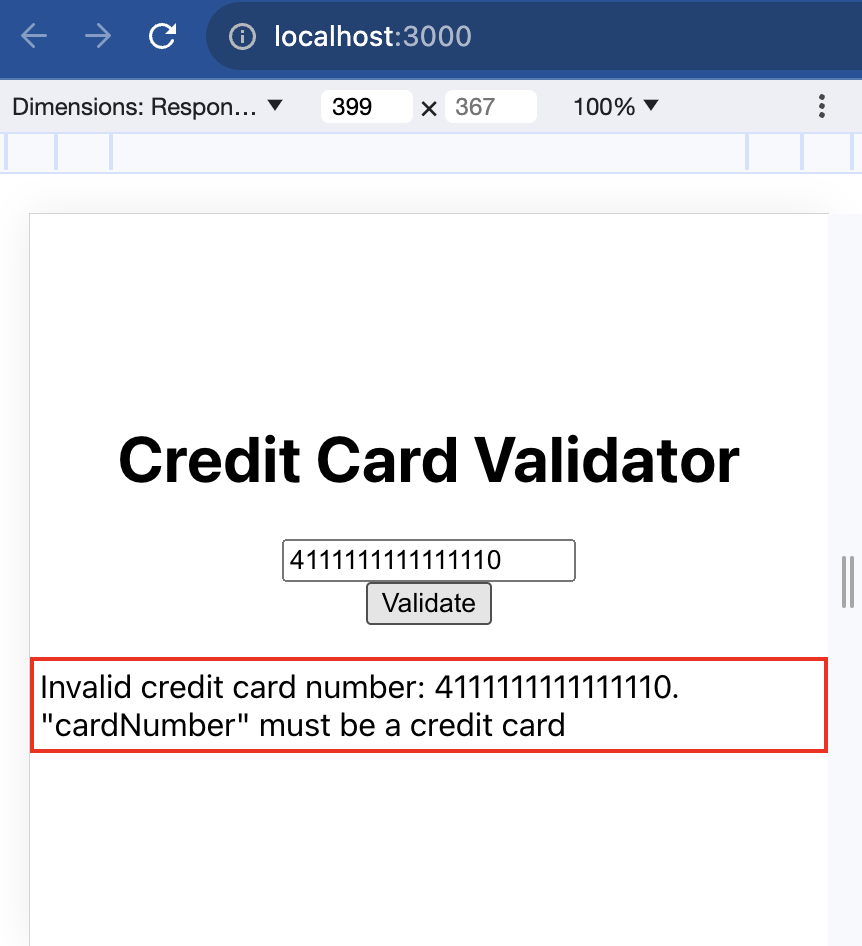 localhost:3000
Dimensions: Respon... 399 × 367 100%
Credit Card Validator
4111111111111110
Validate
Invalid credit card number: 4111111111111110.
"cardNumber" must be a credit card